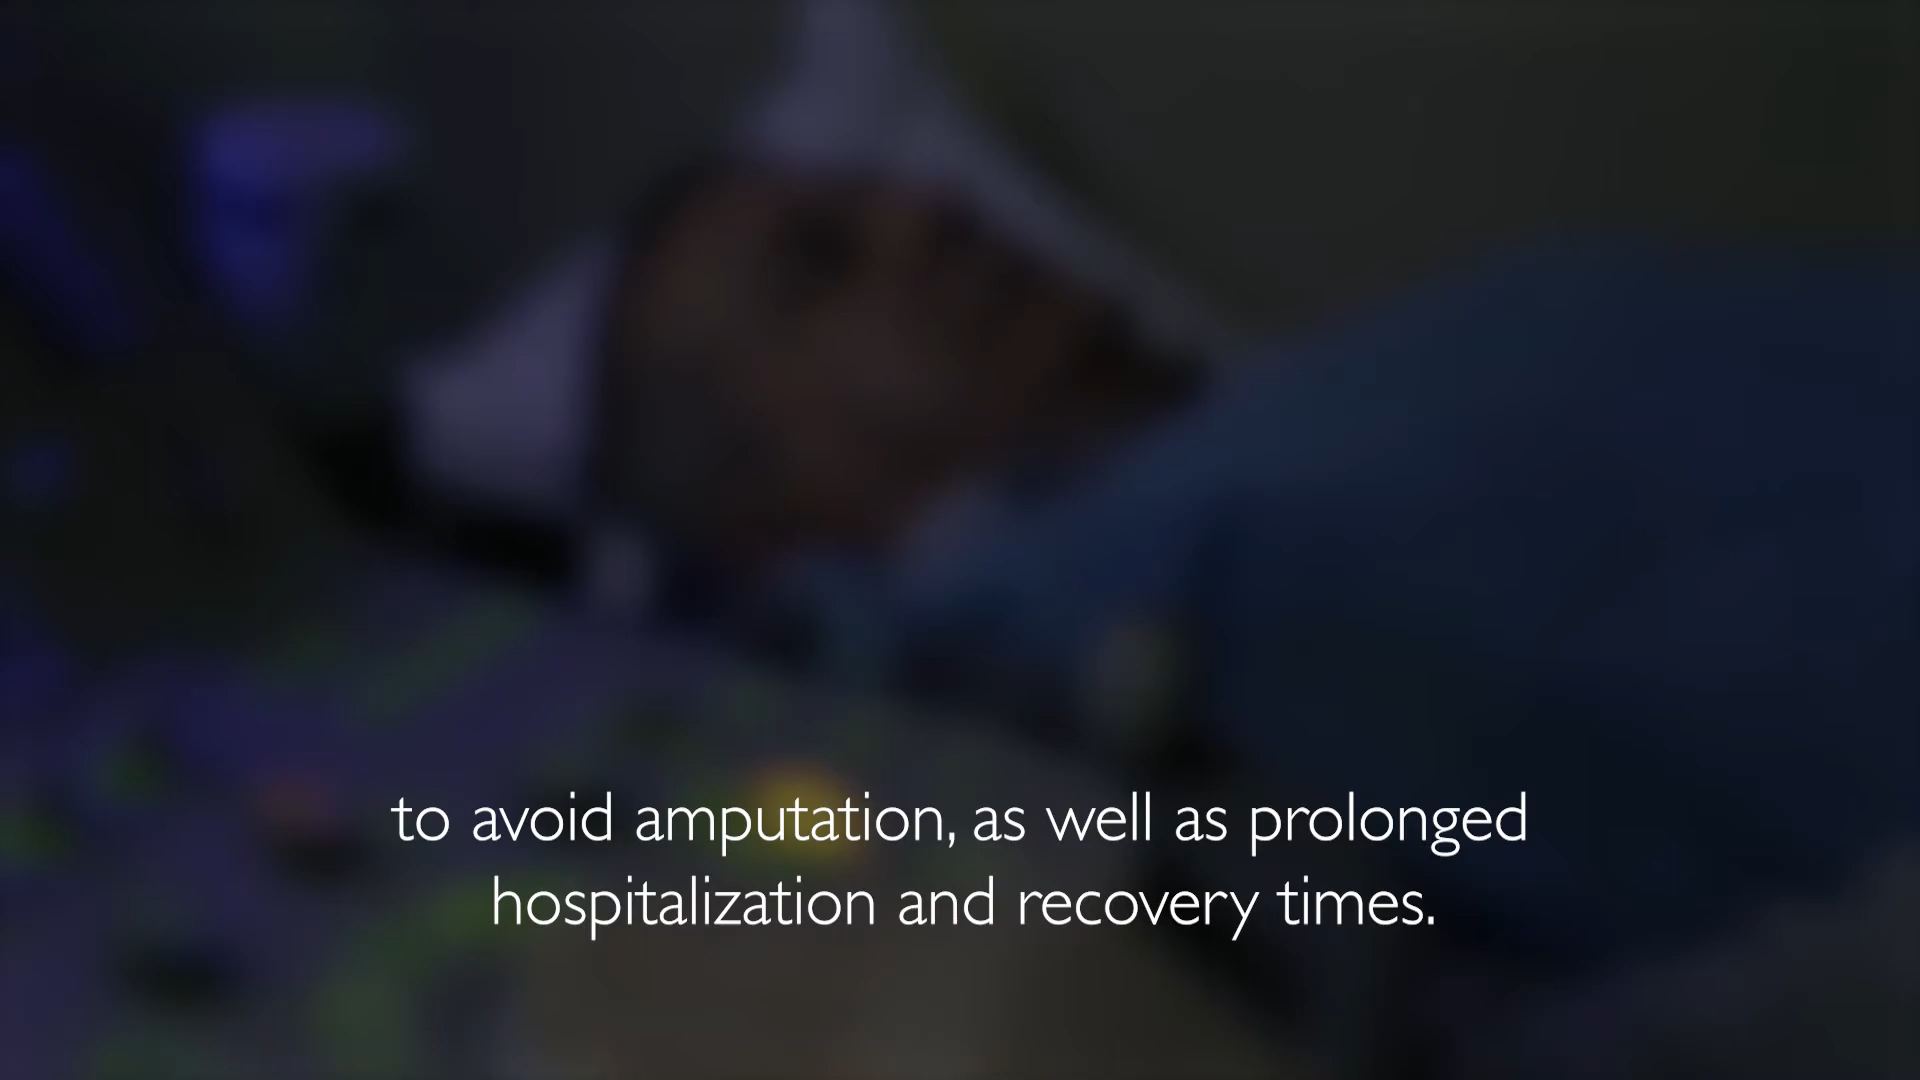 to avoid amputation, as well as prolonged
hospitalization and recovery times.